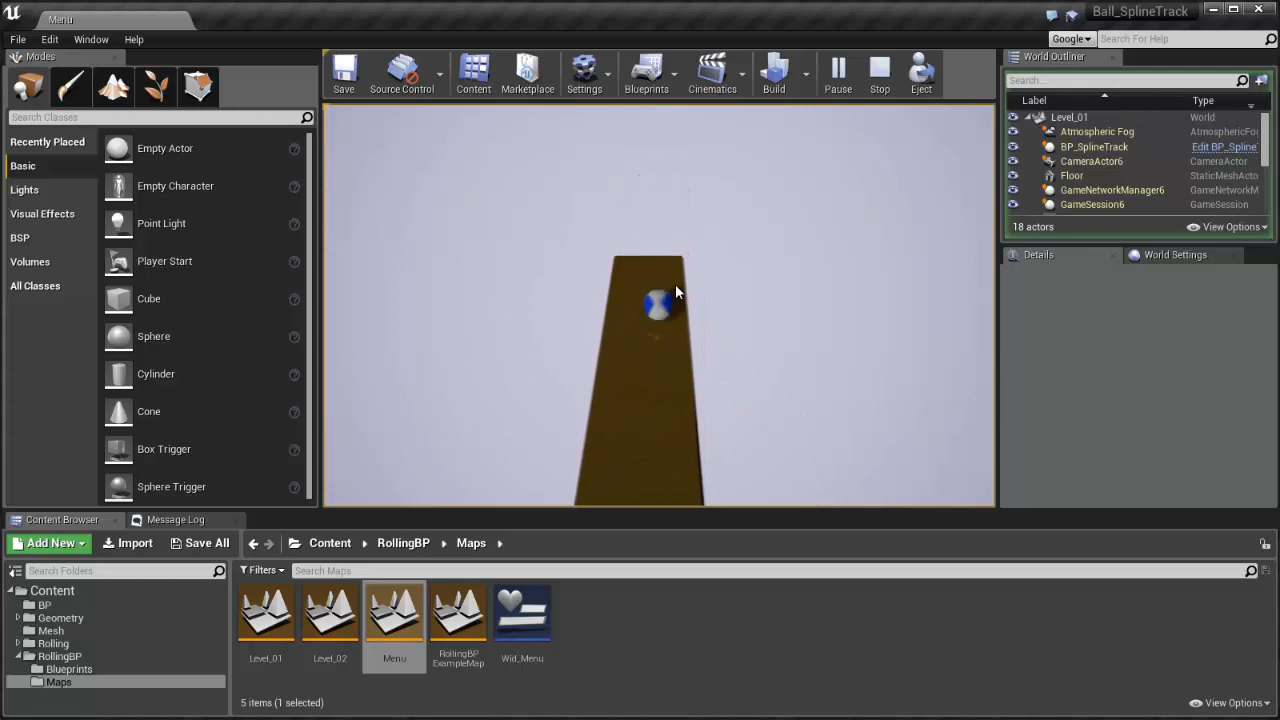 Menu
Ball_SplineTrack
File Edit Window Help
Google
Search For Help
Modes
Save Source Control Content Marketplace Settings Blueprints Cinematics Build Pause Stop Eject
World Outliner
Search...
Search Classes
Label Type
Recently Placed
Basic
Lights
Visual Effects
BSP
Volumes
All Classes
Empty Actor
Empty Character
Point Light
Player Start
Cube
Sphere
Cylinder
Cone
Box Trigger
Sphere Trigger
Level_01 World
Atmospheric Fog AtmosphericFog
BP_SplineTrack Edit BP_Spline
CameraActor6 CameraActor
Floor StaticMeshActo
GameNetworkManager6 GameNetworkM
GameSession6 GameSession
18 actors View Options
Details World Settings
Content Browser Message Log
Add New Import Save All Content RollingBP Maps
Search Folders
Filters Search Maps
Content
BP
Geometry
Mesh
Rolling
RollingBP
Blueprints
Maps
Level_01
Level_02
Menu
RollingBP
ExampleMap
Wid_Menu
5 items (1 selected)
View Options